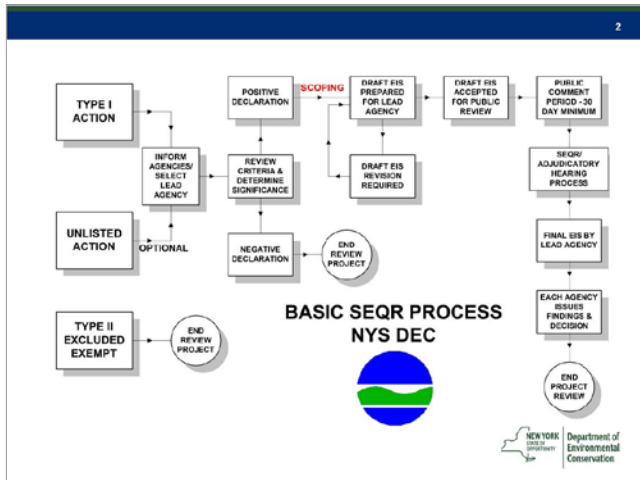 2
TYPE I
ACTION
UNLISTED
ACTION
OPTIONAL
INFORM
AGENCIES/
SELECT
LEAD
AGENCY
POSITIVE
DECLARATION
REVIEW
CRITERIA &
DETERMINE
SIGNIFICANCE
NEGATIVE
DECLARATION
END
REVIEW
PROJECT
SCOPING
DRAFT EIS
PREPARED
FOR LEAD
AGENCY
DRAFT EIS
REVISION
REQUIRED
DRAFT EIS
ACCEPTED
FOR PUBLIC
REVIEW
PUBLIC
COMMENT
PERIOD - 30
DAY MINIMUM
SEQR/
ADJUDICATORY
HEARING
PROCESS
FINAL EIS BY
LEAD AGENCY
EACH AGENCY
ISSUES
FINDINGS &
DECISION
END
PROJECT
REVIEW
TYPE II
EXCLUDED
EXEMPT
END
REVIEW
PROJECT
BASIC SEQR PROCESS
NYS DEC
NEW YORK
STATE OF
OPPORTUNITY
Department of
Environmental
Conservation